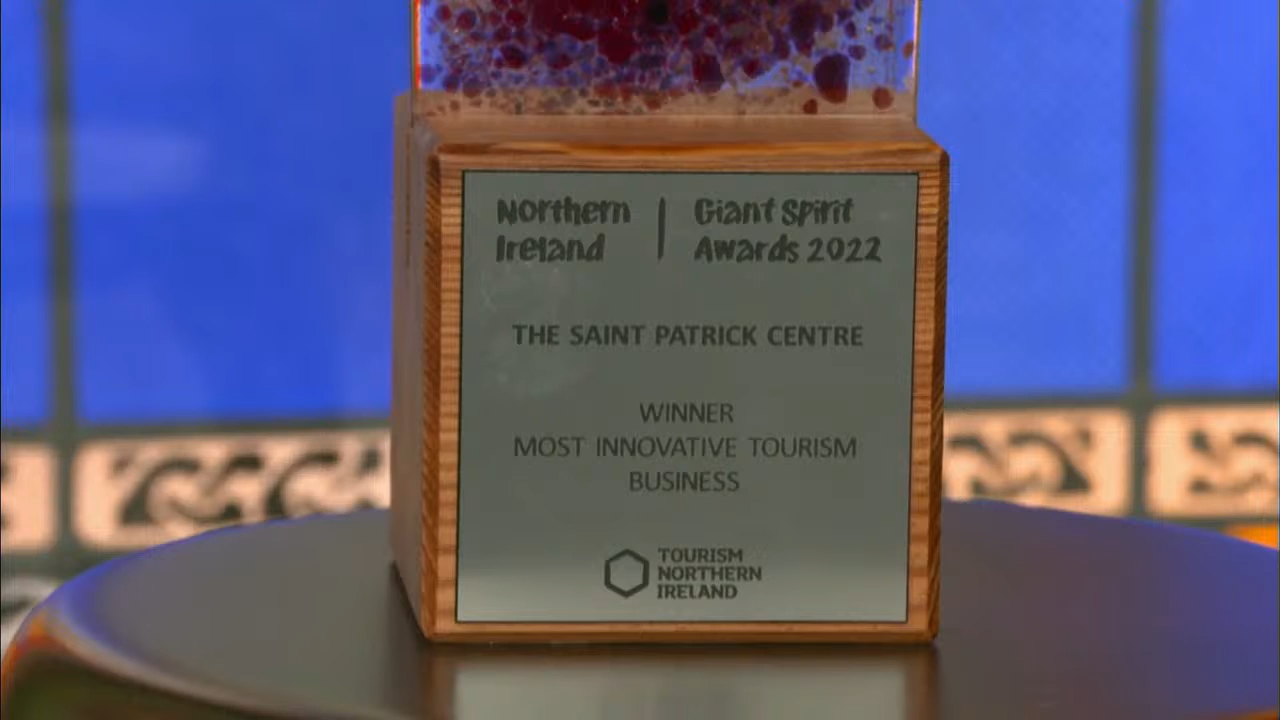 Northern Ireland
Giant Spirit Awards 2022
THE SAINT PATRICK CENTRE
WINNER
MOST INNOVATIVE TOURISM
BUSINESS
TOURISM
NORTHERN
IRELAND